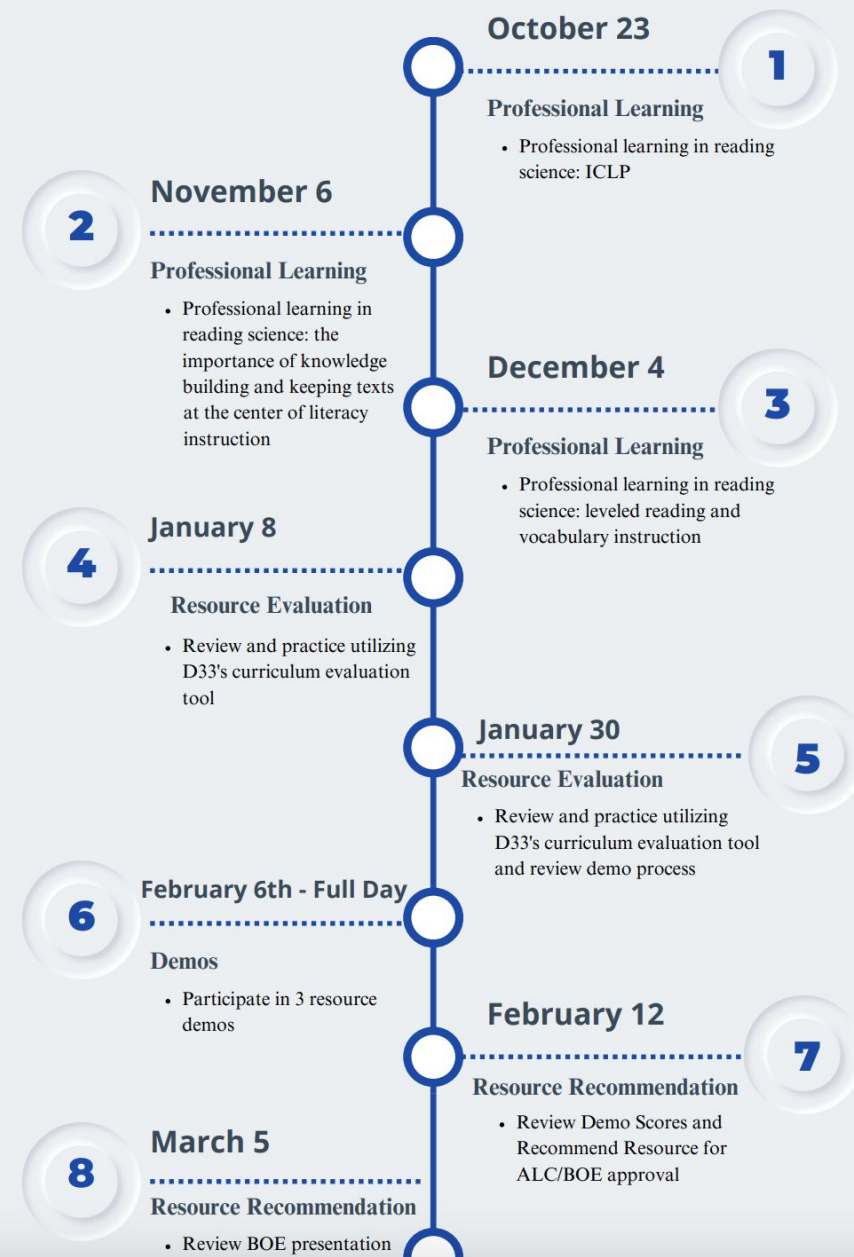 October 23
1
Professional Learning
• Professional learning in reading
science: ICLP
November 6
2
Professional Learning
• Professional learning in
reading science: the
importance of knowledge
building and keeping texts
at the center of literacy
instruction
December 4
3
Professional Learning
• Professional learning in reading
science: leveled reading and
vocabulary instruction
January 8
4
Resource Evaluation
• Review and practice utilizing
D33's curriculum evaluation
tool
January 30
5
Resource Evaluation
• Review and practice utilizing
D33's curriculum evaluation tool
and review demo process
February 6th - Full Day
6
Demos
• Participate in 3 resource
demos
February 12
7
Resource Recommendation
• Review Demo Scores and
Recommend Resource for
ALC/BOE approval
March 5
8
Resource Recommendation
• Review BOE presentation